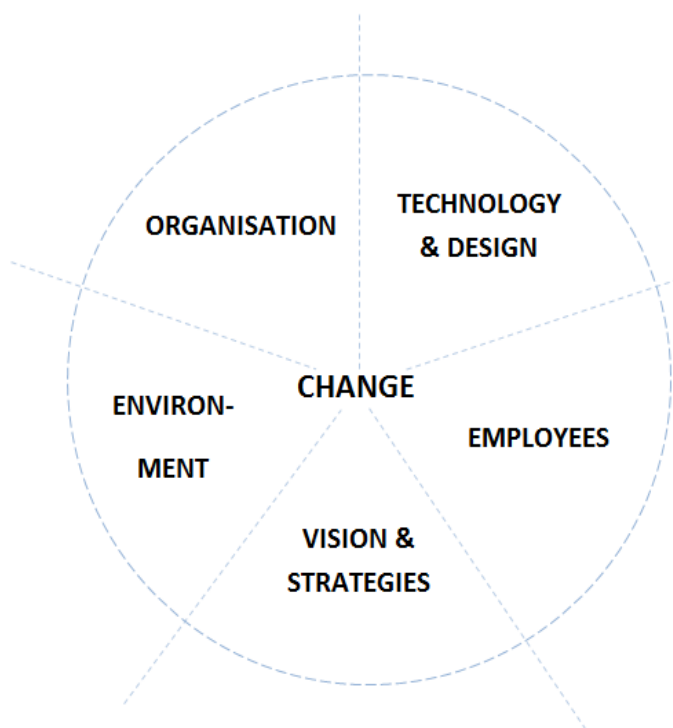 ORGANISATION
TECHNOLOGY
& DESIGN
CHANGE
ENVIRON-
MENT
EMPLOYEES
VISION &
STRATEGIES